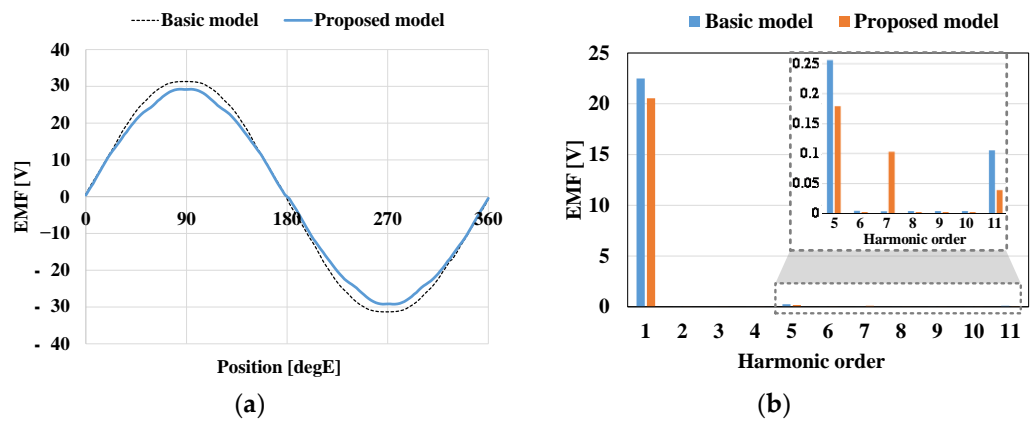 Basic model Proposed model
40
30
20
10
0
−10
- 20
- 30
- 40
0 90 180 270 360
EMF [V]
Position [degE]
(a)
Basic model Proposed model
25
20
15
10
5
0
EMF [V]
0.25
0.2
0.15
0.1
0.05
0
5 6 7 8 9 10 11
Harmonic order
1 2 3 4 5 6 7 8 9 10 11
Harmonic order
(b)